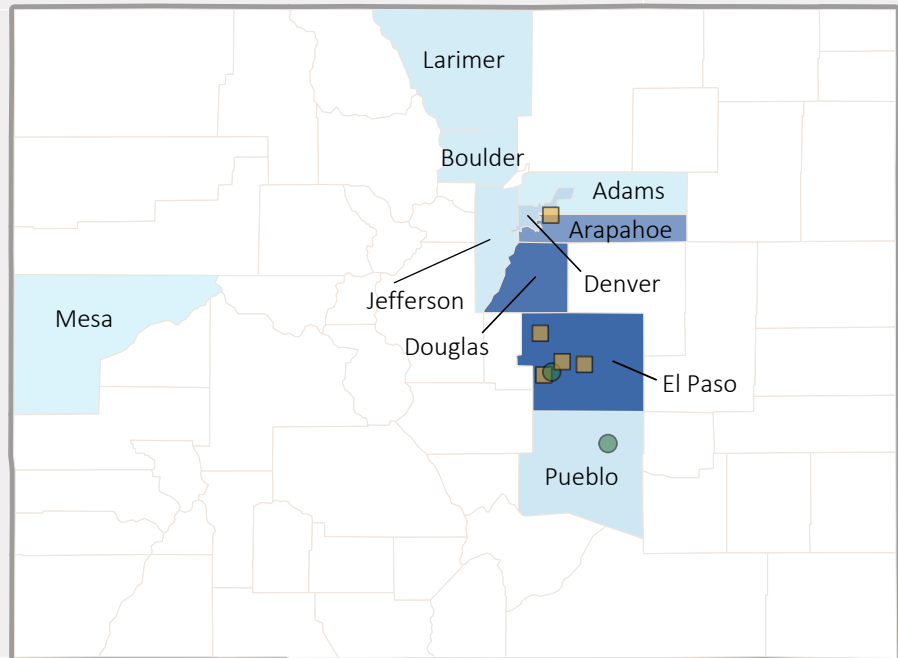 Larimer
Boulder
Adams
Arapahoe
Denver
Jefferson
Mesa
Douglas
El Paso
Pueblo